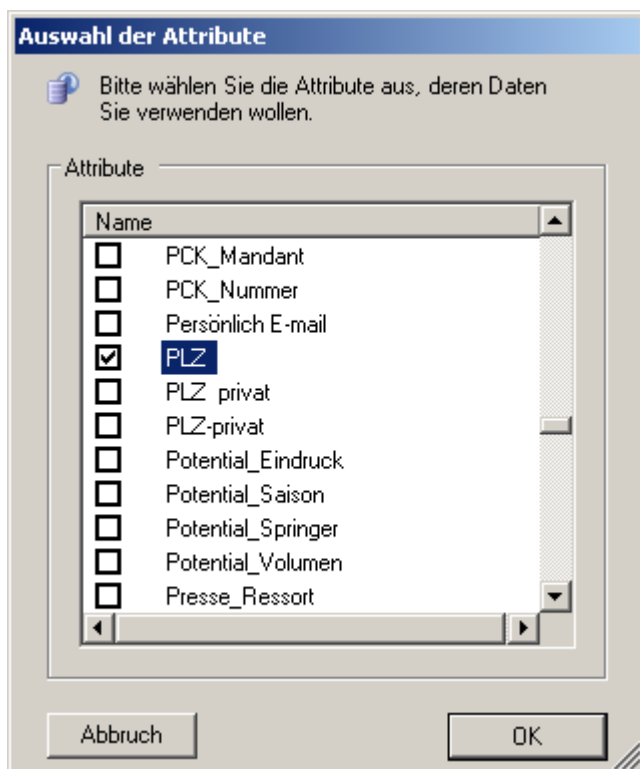 Auswahl der Attribute
Bitte wählen Sie die Attribute aus, deren Daten
Sie verwenden wollen.
Attribute
Name
PCK_Mandant
PCK_Nummer
Persönlich E-mail
PLZ
PLZ privat
PLZ-privat
Potential_Eindruck
Potential_Saison
Potential_Springer
Potential_Volumen
Presse_Ressort
Abbruch
OK